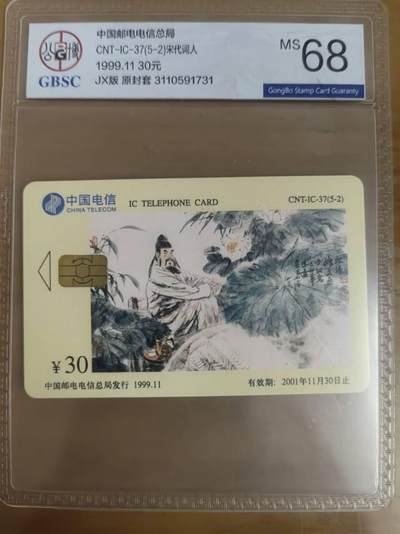 公博
GBSC
中国邮电电信总局
CNT-IC-37(5-2)宋代词人
1999.11 30元
JX版 原封套 3110591731
MS 68
GongBo Stamp Card Guaranty
中国电信
CHINA TELECOM
IC TELEPHONE CARD
CNT-IC-37(5-2)
¥30
中国邮电电信总局发行 1999.11
有效期: 2001年11月30日止